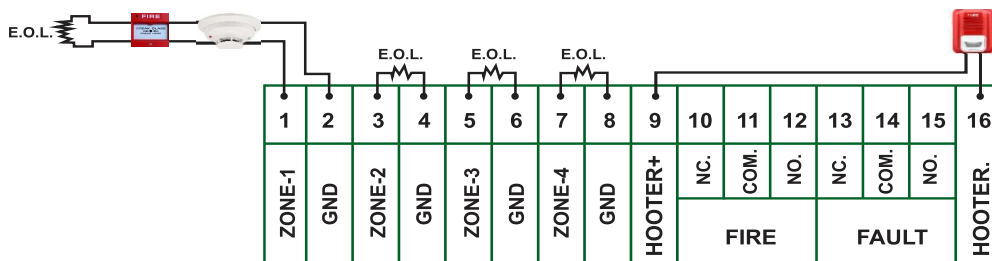 FIRE
E.O.L.
E.O.L. E.O.L. E.O.L.
1 2 3 4 5 6 7 8 9 10 11 12 13 14 15 16
ZONE-1
GND
ZONE-2
GND
ZONE-3
GND
ZONE-4
GND
HOOTER+
NC.
COM.
NO.
NC.
COM.
NO.
HOOTER.
FIRE
FAULT